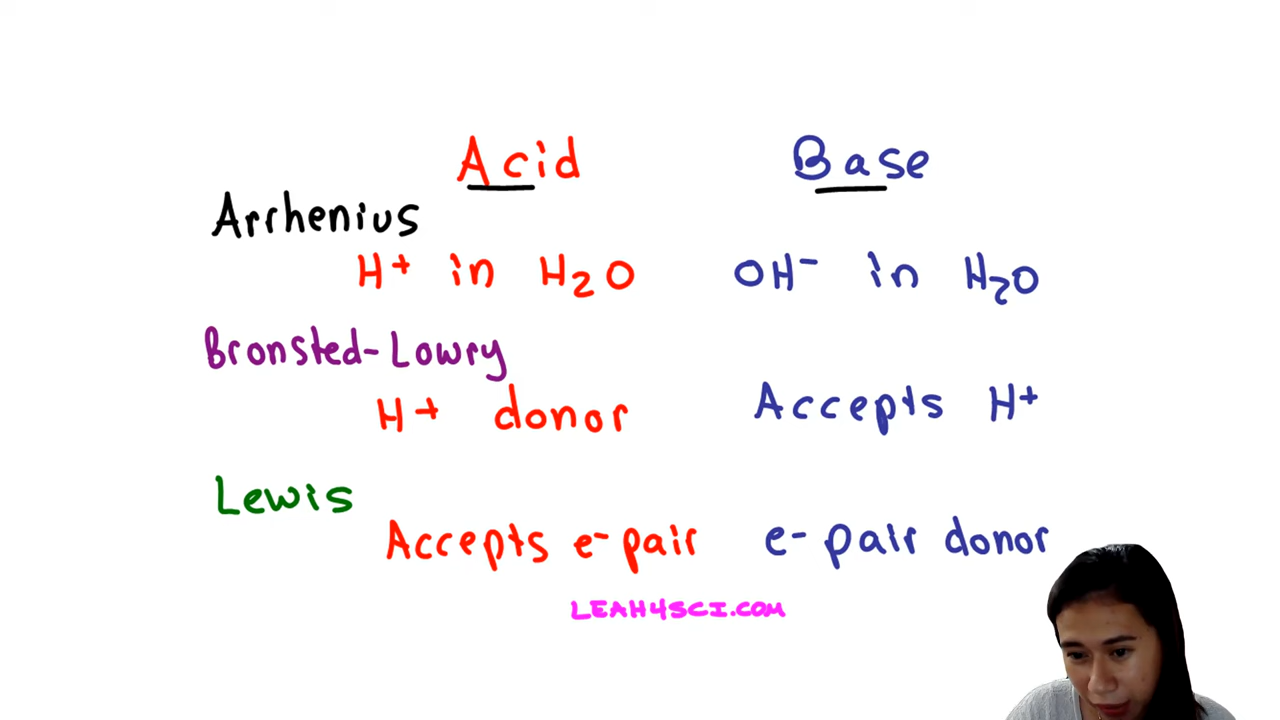 Acid Base
Arrhenius
H⁺ in H₂O OH⁻ in H₂O
Bronsted-Lowry
H⁺ donor Accepts H⁺
Lewis
Accepts e⁻pair e⁻ pair donor
LEAH4SCI.COM